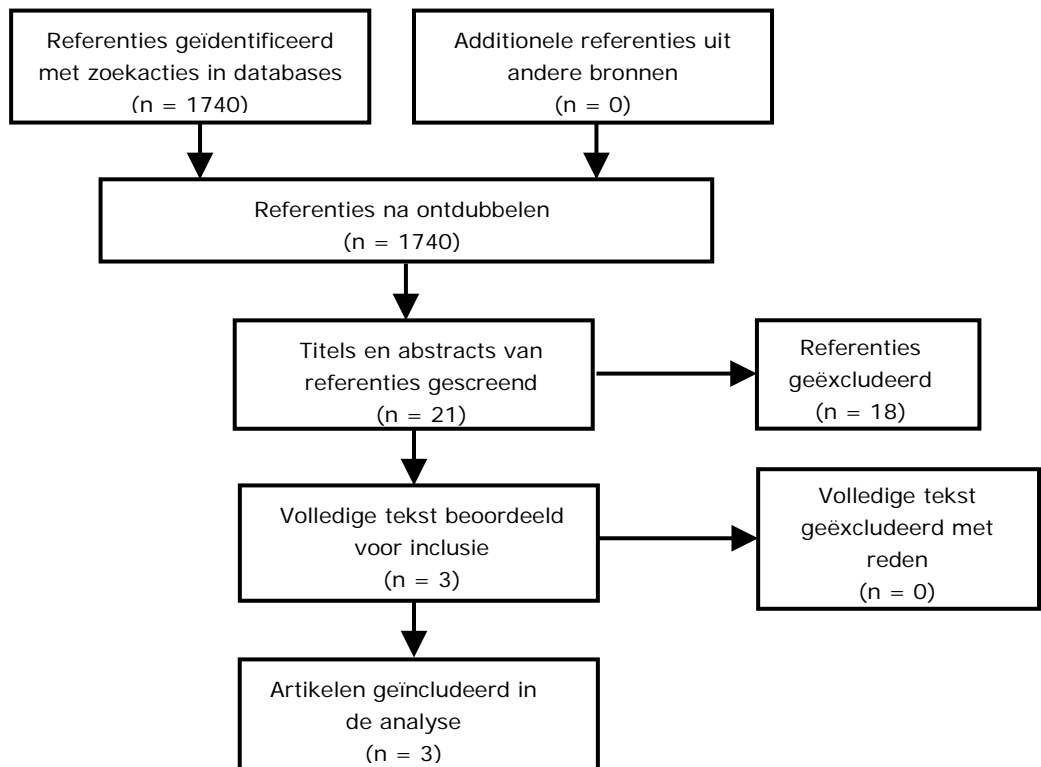 Referenties geïdentificeerd
met zoekacties in databases
(n = 1740)
Additionele referenties uit
andere bronnen
(n = 0)
Referenties na ontdubbelen
(n = 1740)
Titels en abstracts van
referenties gescreend
(n = 21)
Referenties
geëxcludeerd
(n = 18)
Volledige tekst beoordeeld
voor inclusie
(n = 3)
Volledige tekst
geëxcludeerd met
reden
(n = 0)
Artikelen geïncludeerd in
de analyse
(n = 3)